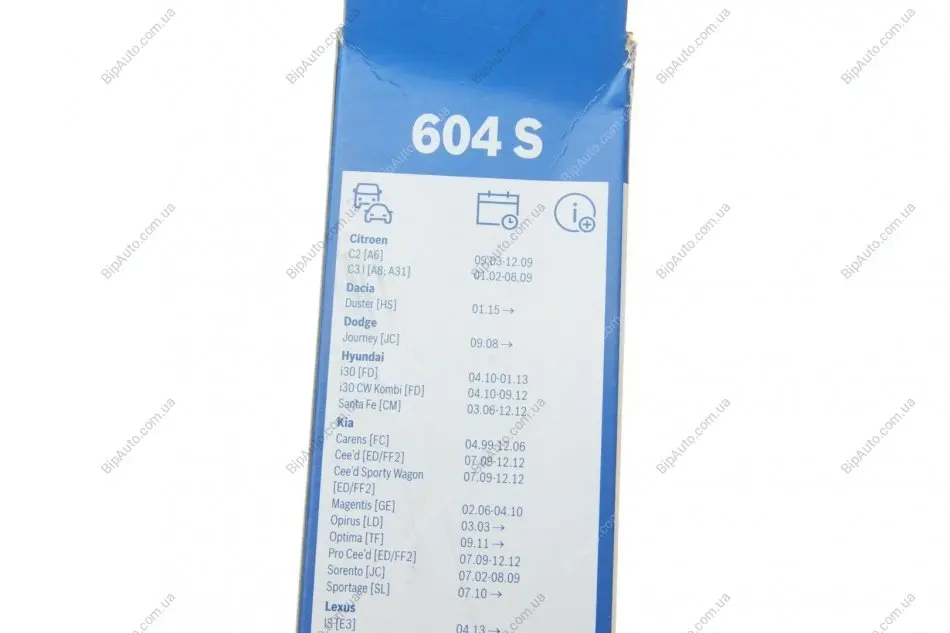 604 S
Citroen
C2 [A6] 09.03-12.09
C3 I [A8; A31] 01.02-08.09
Dacia
Duster [HS] 01.15 →
Dodge
Journey [JC] 09.08 →
Hyundai
i30 [FD] 04.10-01.13
i30 CW Kombi [FD] 04.10-09.12
Santa Fe [CM] 03.06-12.12
Kia
Carens [FC] 04.99-12.06
Cee'd [ED/FF2] 07.09-12.12
Cee'd Sporty Wagon 07.09-12.12
[ED/FF2]
Magentis [GE] 02.06-04.10
Opirus [LD] 03.03 →
Optima [TF] 09.11 →
Pro Cee'd [ED/FF2] 07.09-12.12
Sorento [JC] 07.02-08.09
Sportage [SL] 07.10 →
Lexus
IS [E3] 04.13 →
BipAuto.com.ua